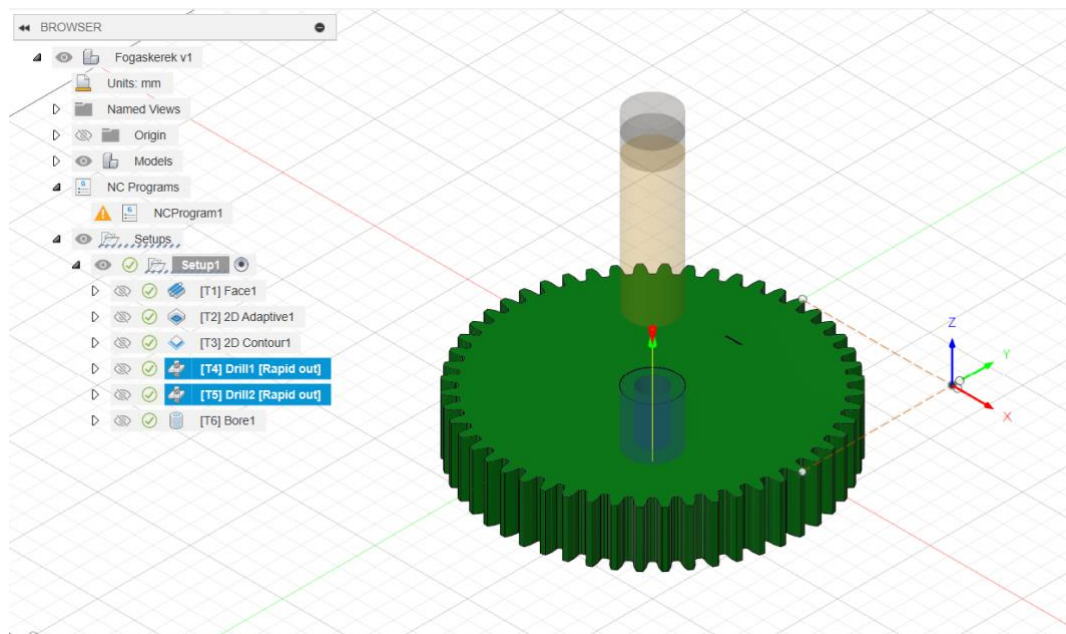 BROWSER
Fogaskerek v1
Units: mm
Named Views
Origin
Models
NC Programs
NCProgram1
Setups
Setup1
[T1] Face1
[T2] 2D Adaptive1
[T3] 2D Contour1
[T4] Drill1 [Rapid out]
[T5] Drill2 [Rapid out]
[T6] Bore1
Z
Y
X